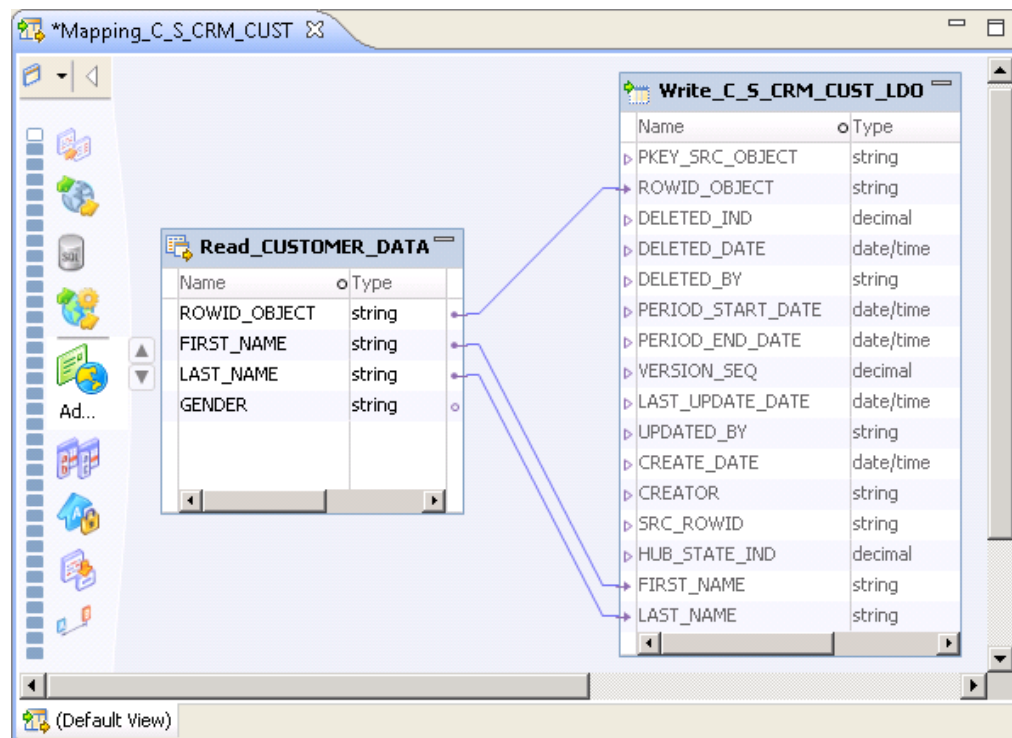 *Mapping_C_S_CRM_CUST
Write_C_S_CRM_CUST_LDO
Name Type
PKEY_SRC_OBJECT string
ROWID_OBJECT string
DELETED_IND decimal
DELETED_DATE date/time
DELETED_BY string
PERIOD_START_DATE date/time
PERIOD_END_DATE date/time
VERSION_SEQ decimal
LAST_UPDATE_DATE date/time
UPDATED_BY string
CREATE_DATE date/time
CREATOR string
SRC_ROWID string
HUB_STATE_IND decimal
FIRST_NAME string
LAST_NAME string
Read_CUSTOMER_DATA
Name Type
ROWID_OBJECT string
FIRST_NAME string
LAST_NAME string
GENDER string
SQL
Ad...
(Default View)